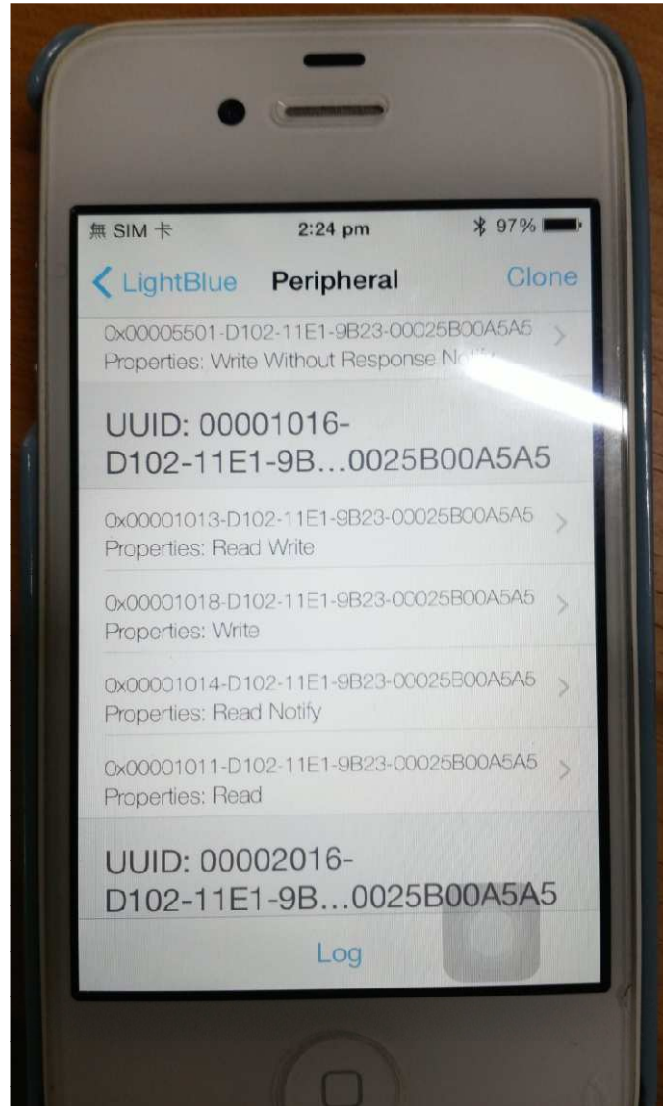 無 SIM 卡 2:24 pm 97%
LightBlue Peripheral Clone
0x00005501-D102-11E1-9B23-00025B00A5A5
Properties: Write Without Response Notify
UUID: 00001016-
D102-11E1-9B...0025B00A5A5
0x00001013-D102-11E1-9B23-00025B00A5A5
Properties: Read Write
0x00001018-D102-11E1-9B23-00025B00A5A5
Properties: Write
0x00001014-D102-11E1-9B23-00025B00A5A5
Properties: Read Notify
0x00001011-D102-11E1-9B23-00025B00A5A5
Properties: Read
UUID: 00002016-
D102-11E1-9B...0025B00A5A5
Log